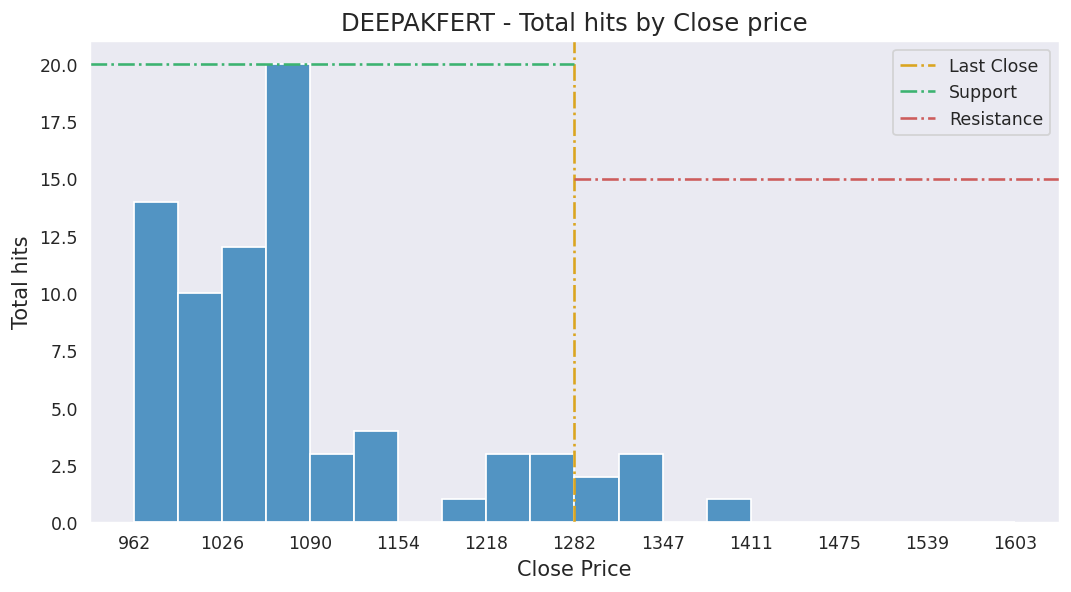 DEEPAKFERT - Total hits by Close price
Last Close
Support
Resistance
Total hits
20.0
17.5
15.0
12.5
10.0
7.5
5.0
2.5
0.0
962 1026 1090 1154 1218 1282 1347 1411 1475 1539 1603
Close Price